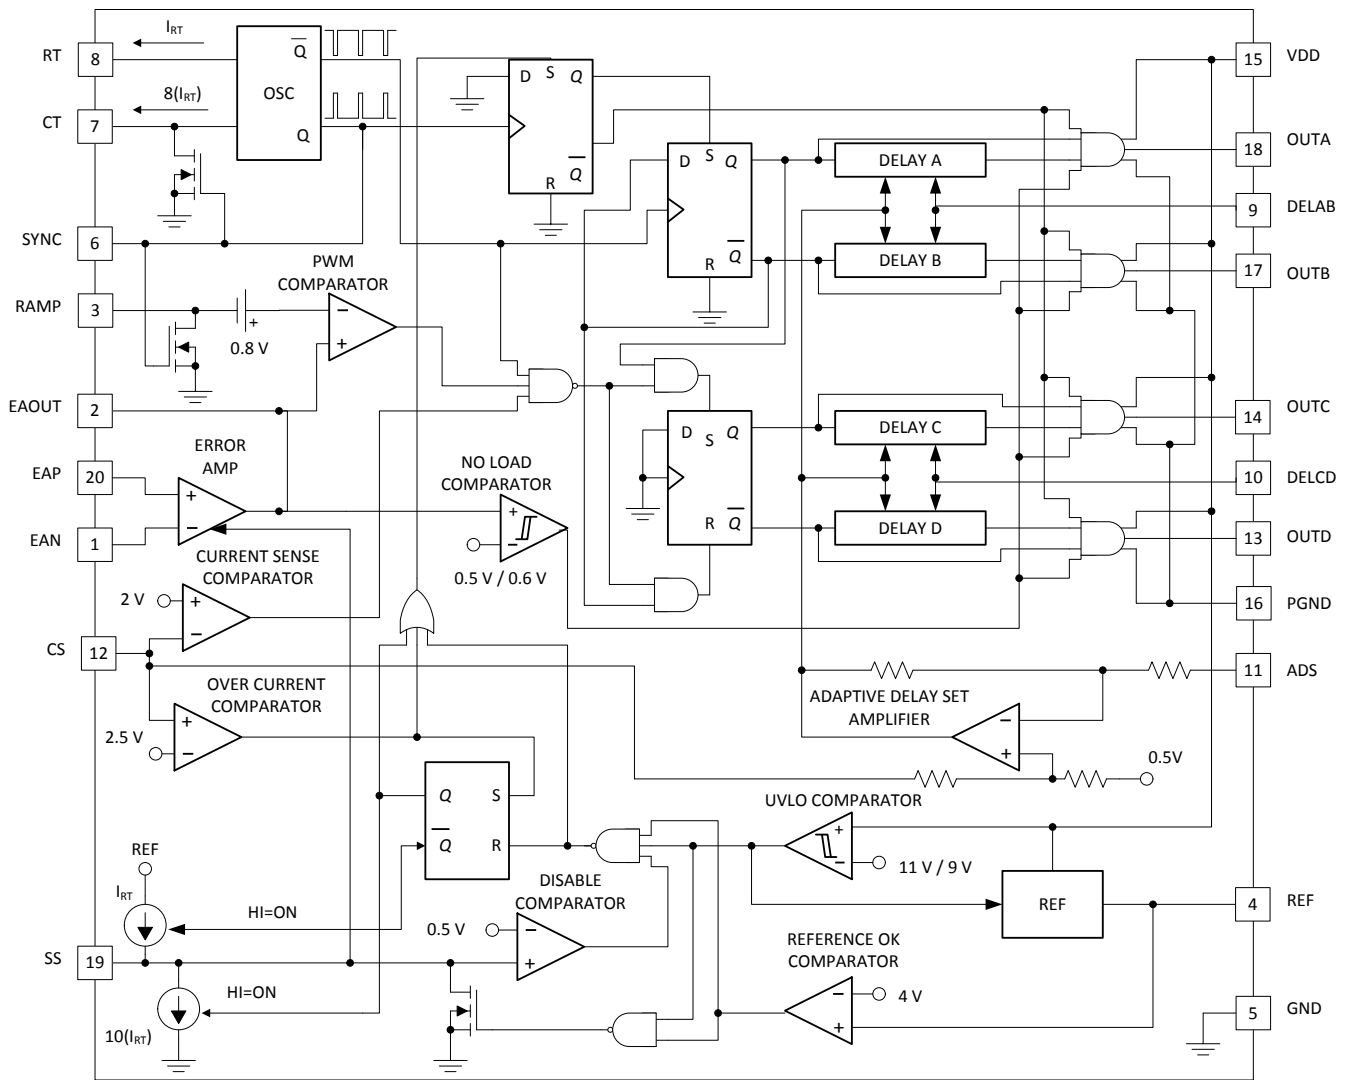 I_RT
RT
8
8(I_RT)
CT
7
OSC
Q̅
Q
SYNC
6
RAMP
3
0.8 V
PWM
COMPARATOR
−
+
EAOUT
2
ERROR
AMP
EAP
20
+
−
EAN
1
NO LOAD
COMPARATOR
+
−
0.5 V / 0.6 V
CURRENT SENSE
COMPARATOR
2 V
+
−
CS
12
OVER CURRENT
COMPARATOR
2.5 V
+
−
D
S
Q
Q̅
R
D
S
Q
Q̅
R
D
S
Q
R
Q̅
DELAY A
DELAY B
DELAY C
DELAY D
15
VDD
18
OUTA
9
DELAB
17
OUTB
14
OUTC
10
DELCD
13
OUTD
16
PGND
11
ADS
ADAPTIVE DELAY SET
AMPLIFIER
−
+
0.5V
Q
S
Q̅
R
UVLO COMPARATOR
+
−
11 V / 9 V
REF
I_RT
HI=ON
DISABLE
COMPARATOR
0.5 V
−
+
SS
19
HI=ON
10(I_RT)
REF
4
REF
REFERENCE OK
COMPARATOR
−
+
4 V
5
GND